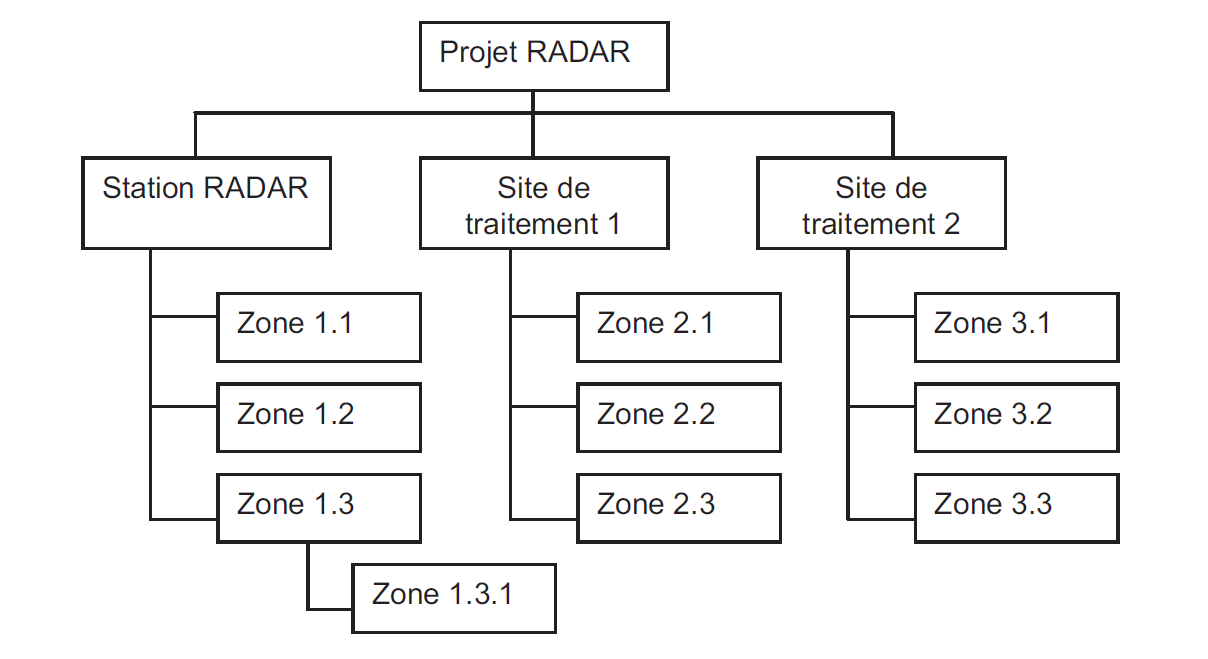 Projet RADAR
Station RADAR
Site de
traitement 1
Site de
traitement 2
Zone 1.1
Zone 2.1
Zone 3.1
Zone 1.2
Zone 2.2
Zone 3.2
Zone 1.3
Zone 2.3
Zone 3.3
Zone 1.3.1